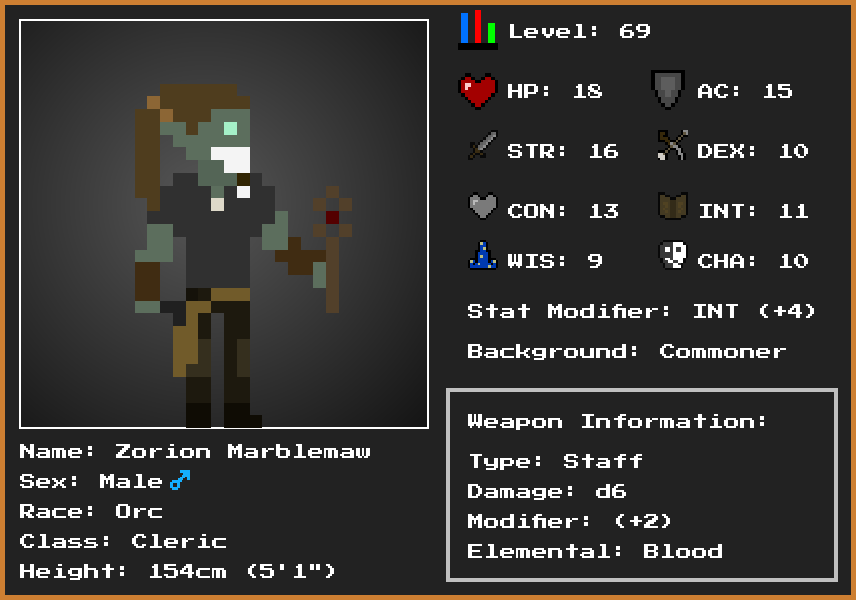 Level: 69
HP: 18 AC: 15
STR: 16 DEX: 10
CON: 13 INT: 11
WIS: 9 CHA: 10
Stat Modifier: INT (+4)
Background: Commoner
Weapon Information:
Type: Staff
Damage: d6
Modifier: (+2)
Elemental: Blood
Name: Zorion Marblemaw
Sex: Male ♂
Race: Orc
Class: Cleric
Height: 154cm (5'1")